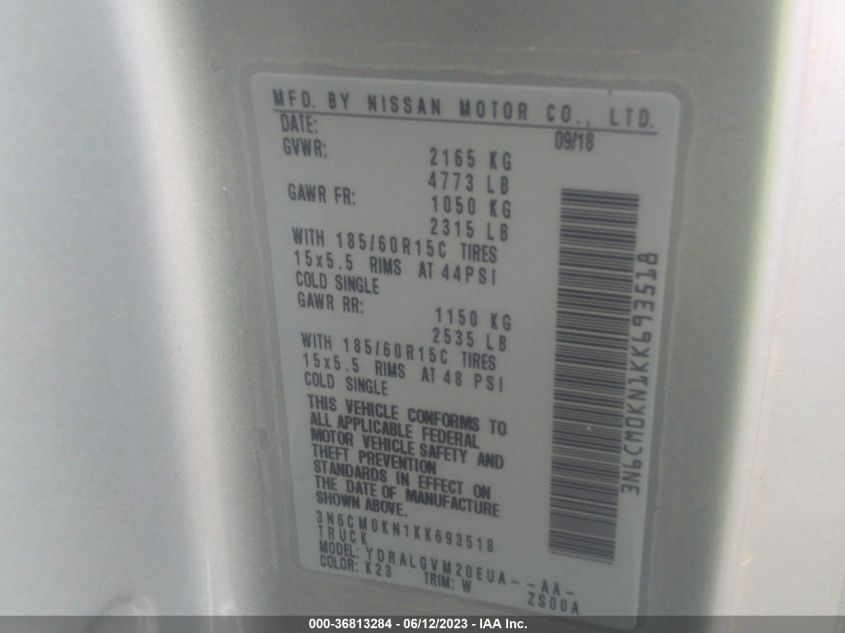 MFD. BY NISSAN MOTOR CO., LTD.
DATE: 09/18
GVWR: 2165 KG
4773 LB
GAWR FR: 1050 KG
2315 LB
WITH 185/60R15C TIRES
15x5.5 RIMS AT 44PSI
COLD SINGLE
GAWR RR: 1150 KG
2535 LB
WITH 185/60R15C TIRES
15x5.5 RIMS AT 48 PSI
COLD SINGLE
THIS VEHICLE CONFORMS TO
ALL APPLICABLE FEDERAL
MOTOR VEHICLE SAFETY AND
THEFT PREVENTION
STANDARDS IN EFFECT ON
THE DATE OF MANUFACTURE
SHOWN ABOVE.
3N6CM0KN1KK693518
TRUCK
MODEL: YDRALGVM20EUA--AA-
COLOR: K23 TRIM: W ZS00A
3N6CM0KN1KK693518
000-36813284 - 06/12/2023 - IAA Inc.